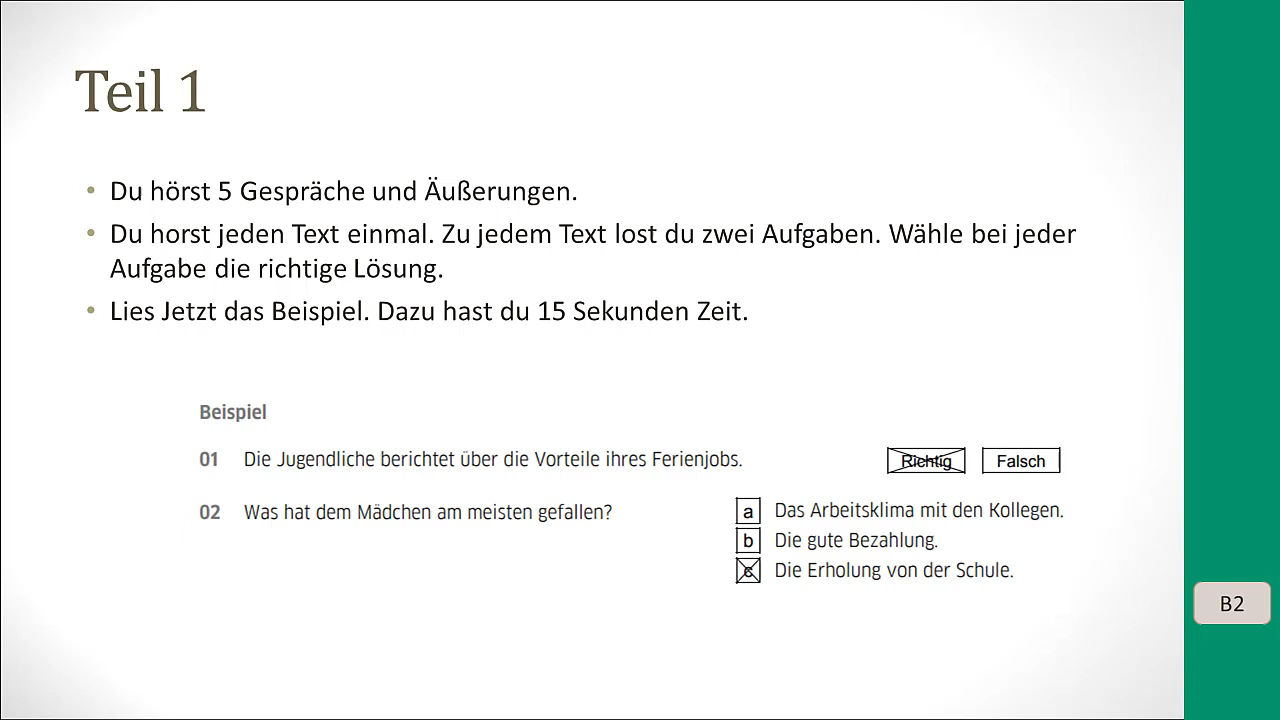 Teil 1
• Du hörst 5 Gespräche und Äußerungen.
• Du horst jeden Text einmal. Zu jedem Text lost du zwei Aufgaben. Wähle bei jeder
Aufgabe die richtige Lösung.
• Lies Jetzt das Beispiel. Dazu hast du 15 Sekunden Zeit.
Beispiel
01 Die Jugendliche berichtet über die Vorteile ihres Ferienjobs. Richtig Falsch
02 Was hat dem Mädchen am meisten gefallen? a Das Arbeitsklima mit den Kollegen.
b Die gute Bezahlung.
c Die Erholung von der Schule.
B2